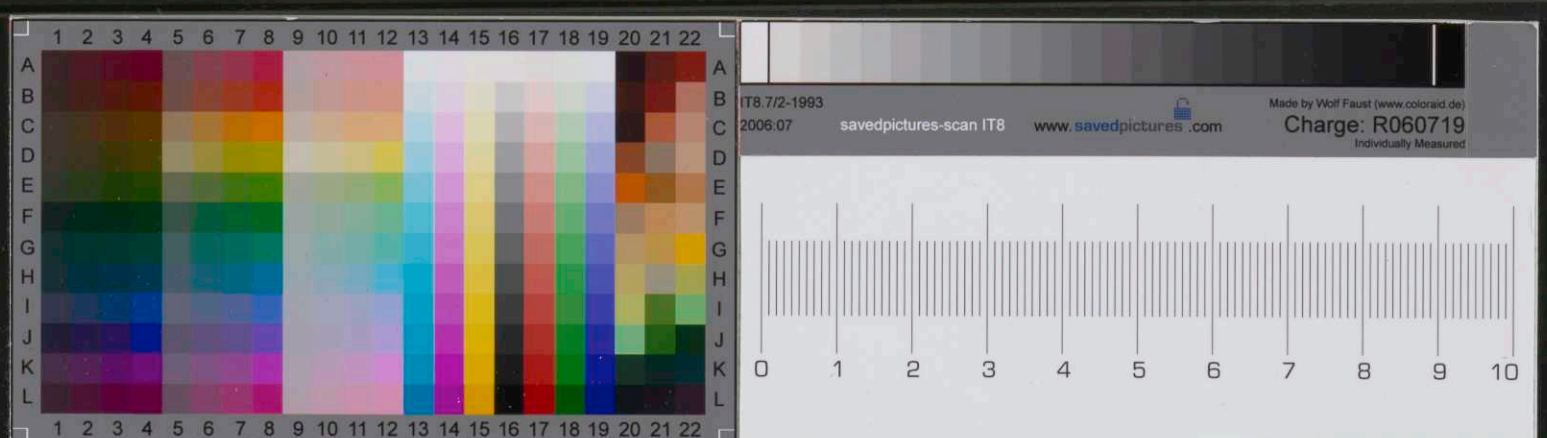 1 2 3 4 5 6 7 8 9 10 11 12 13 14 15 16 17 18 19 20 21 22
A A
B B
C C
D D
E E
F F
G G
H H
I I
J J
K K
L L
1 2 3 4 5 6 7 8 9 10 11 12 13 14 15 16 17 18 19 20 21 22
IT8.7/2-1993
2006:07 savedpictures-scan IT8 www.savedpictures.com
Made by Wolf Faust (www.coloraid.de)
Charge: R060719
Individually Measured
0 1 2 3 4 5 6 7 8 9 10